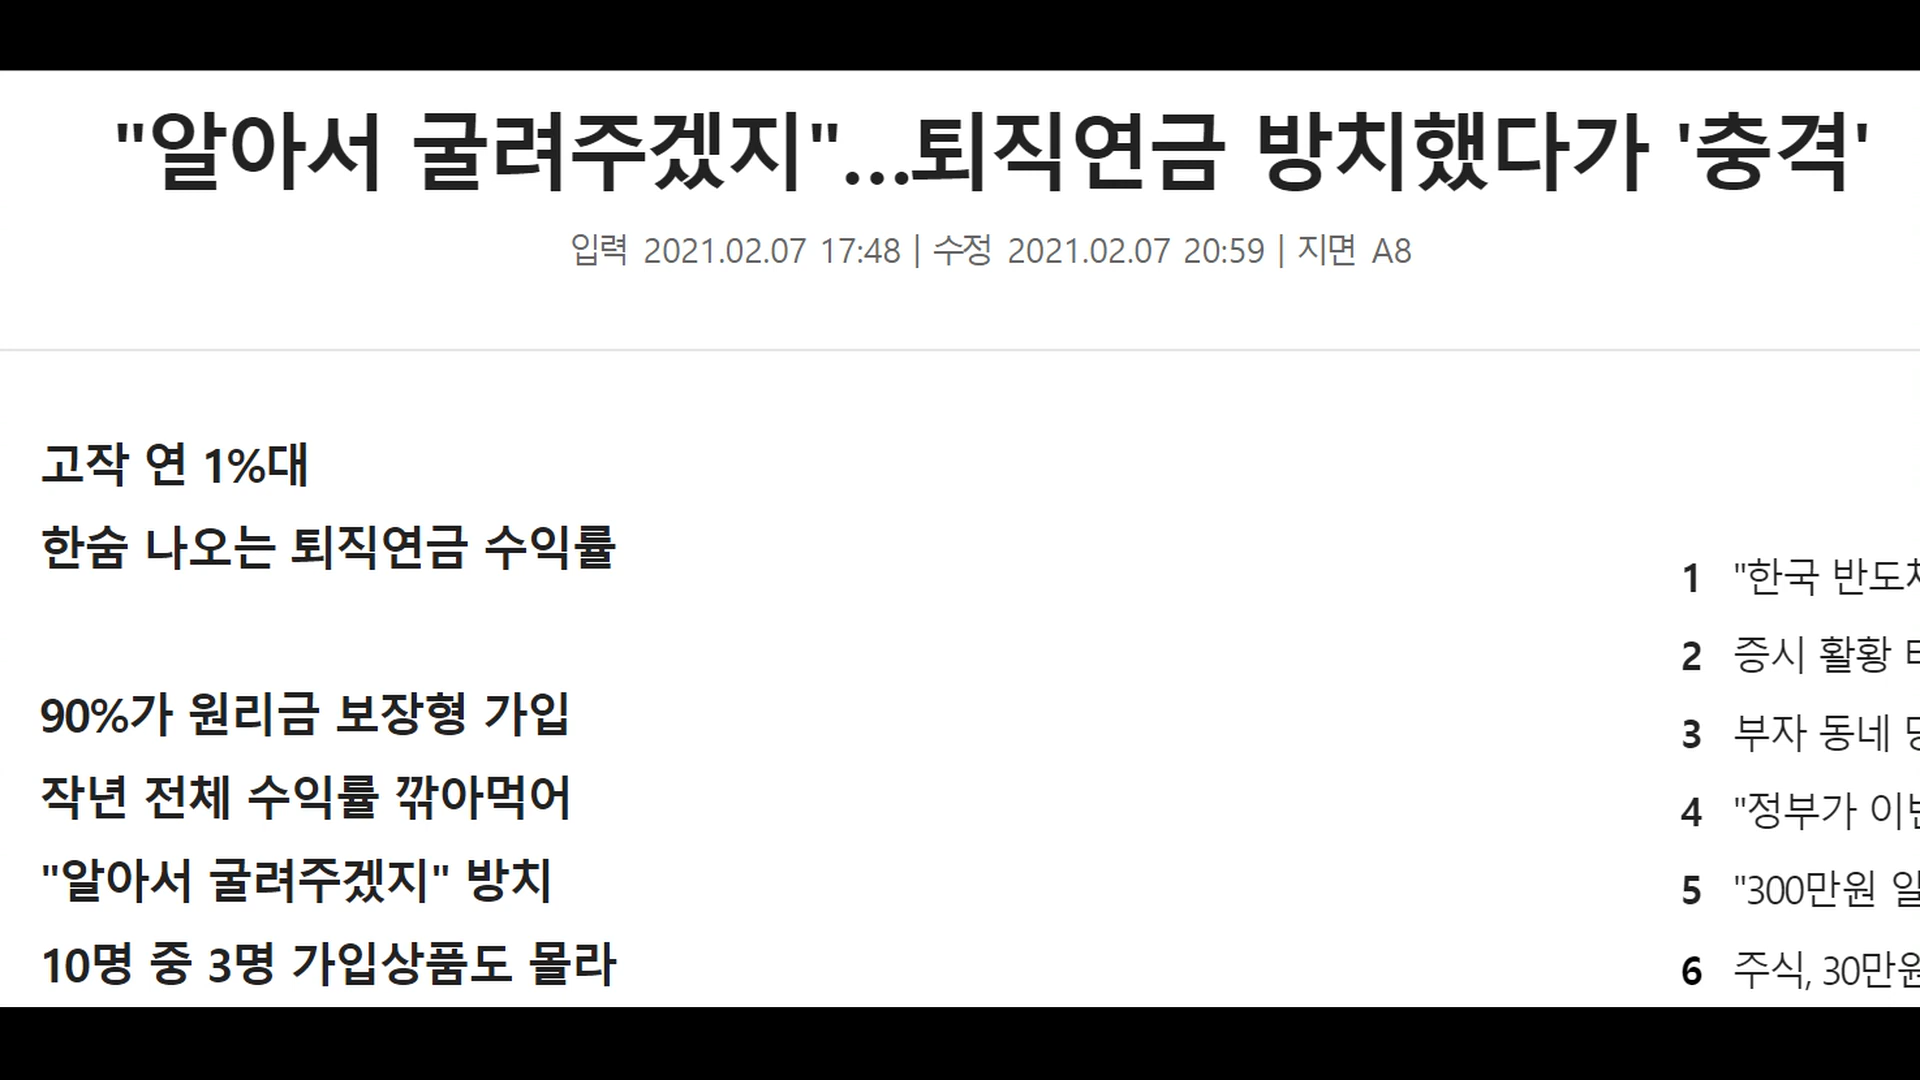 "알아서 굴려주겠지"...퇴직연금 방치했다가 '충격'
입력 2021.02.07 17:48 | 수정 2021.02.07 20:59 | 지면 A8
고작 연 1%대
한숨 나오는 퇴직연금 수익률
90%가 원리금 보장형 가입
작년 전체 수익률 깎아먹어
"알아서 굴려주겠지" 방치
10명 중 3명 가입상품도 몰라
1 "한국
2 증시 활황
3 부자 동네
4 "정부가
5 "300만원
6 주식,